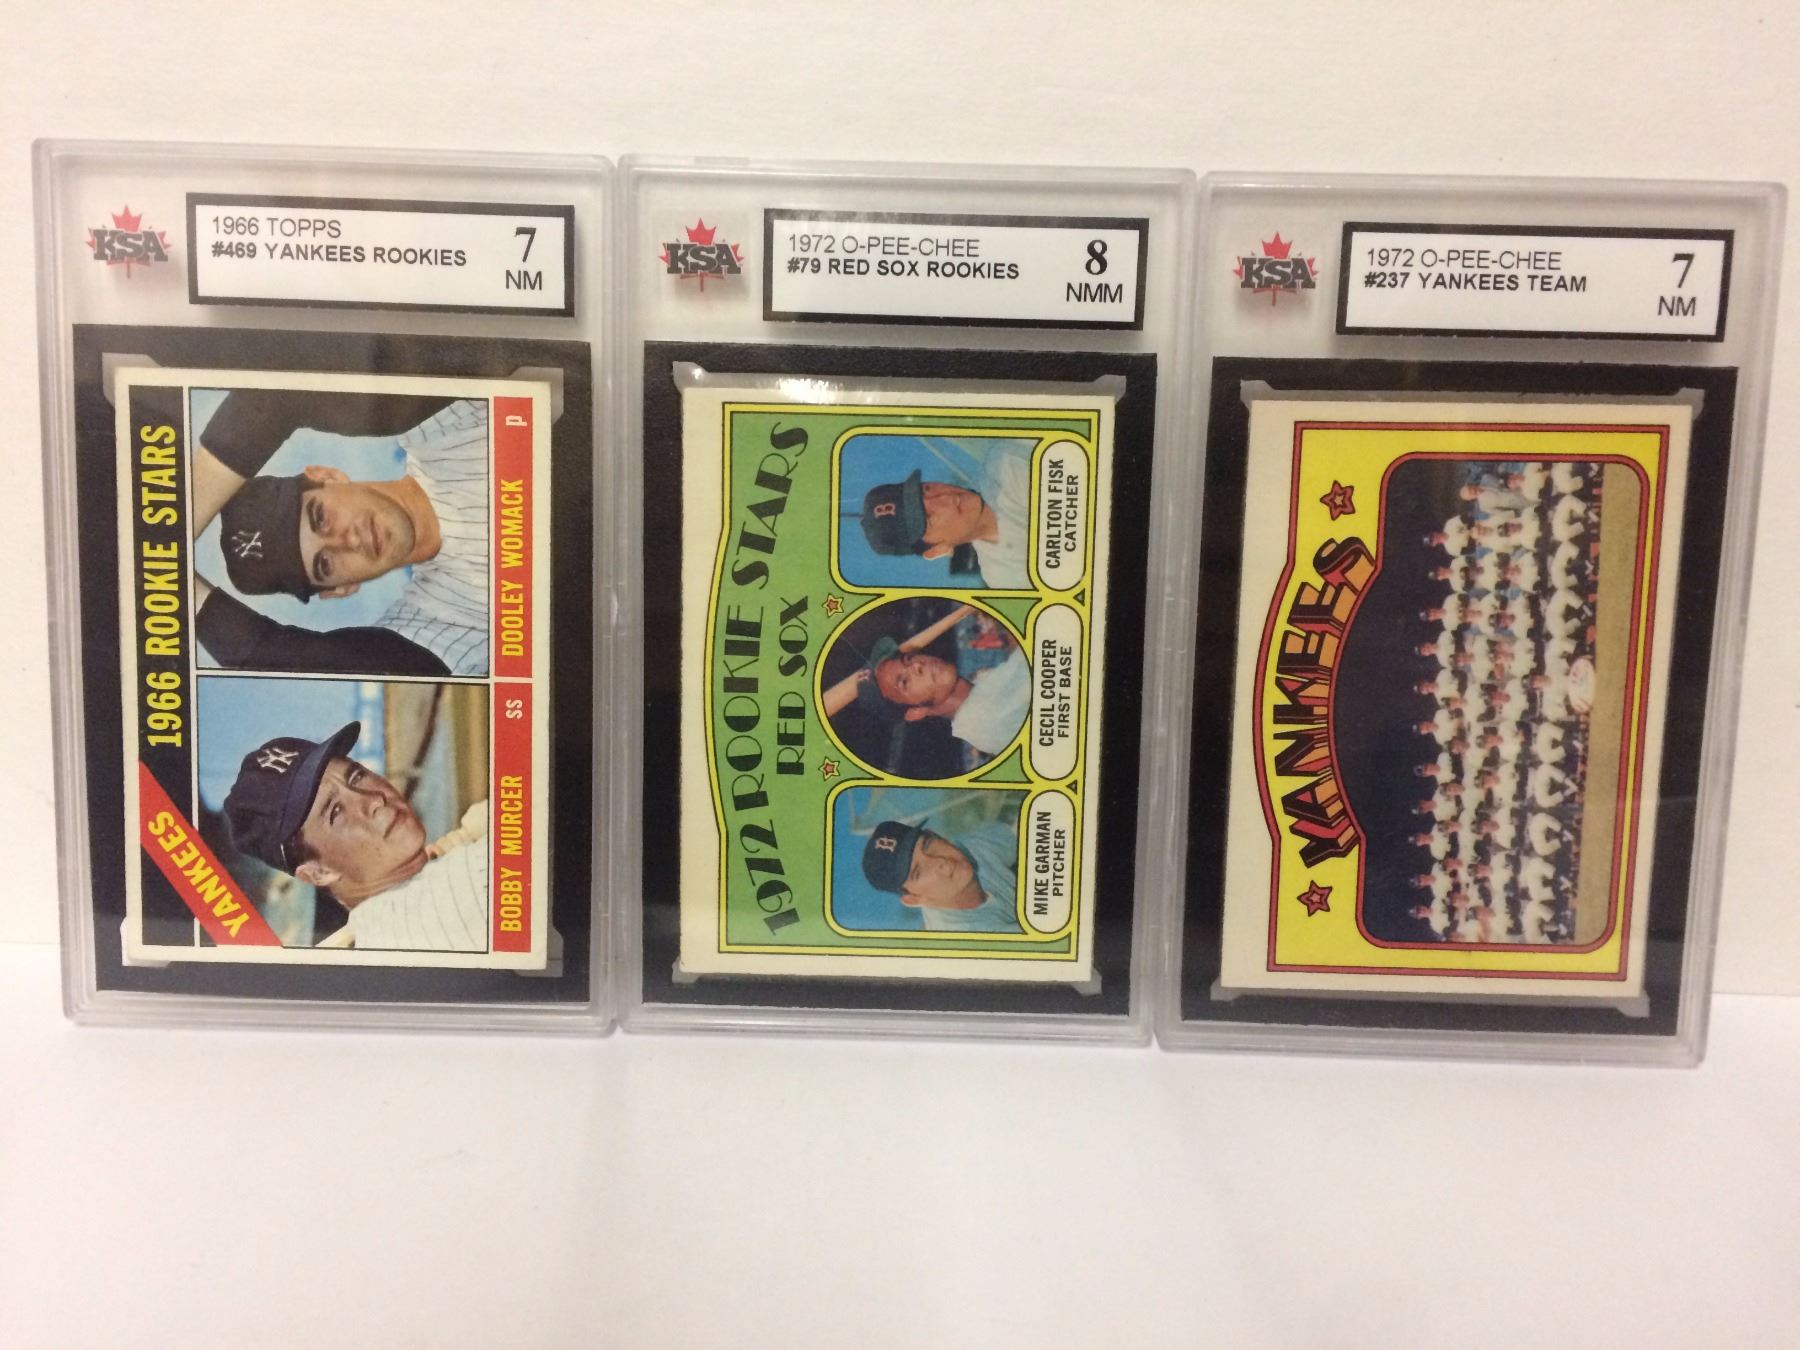 KSA
1966 TOPPS
#469 YANKEES ROOKIES
7
NM
1966 ROOKIE STARS
YANKEES
BOBBY MURCER SS
DOOLEY WOMACK p
KSA
1972 O-PEE-CHEE
#79 RED SOX ROOKIES
8
NMM
1972 ROOKIE STARS
RED SOX
MIKE GARMAN
PITCHER
CECIL COOPER
FIRST BASE
CARLTON FISK
CATCHER
KSA
1972 O-PEE-CHEE
#237 YANKEES TEAM
7
NM
YANKEES